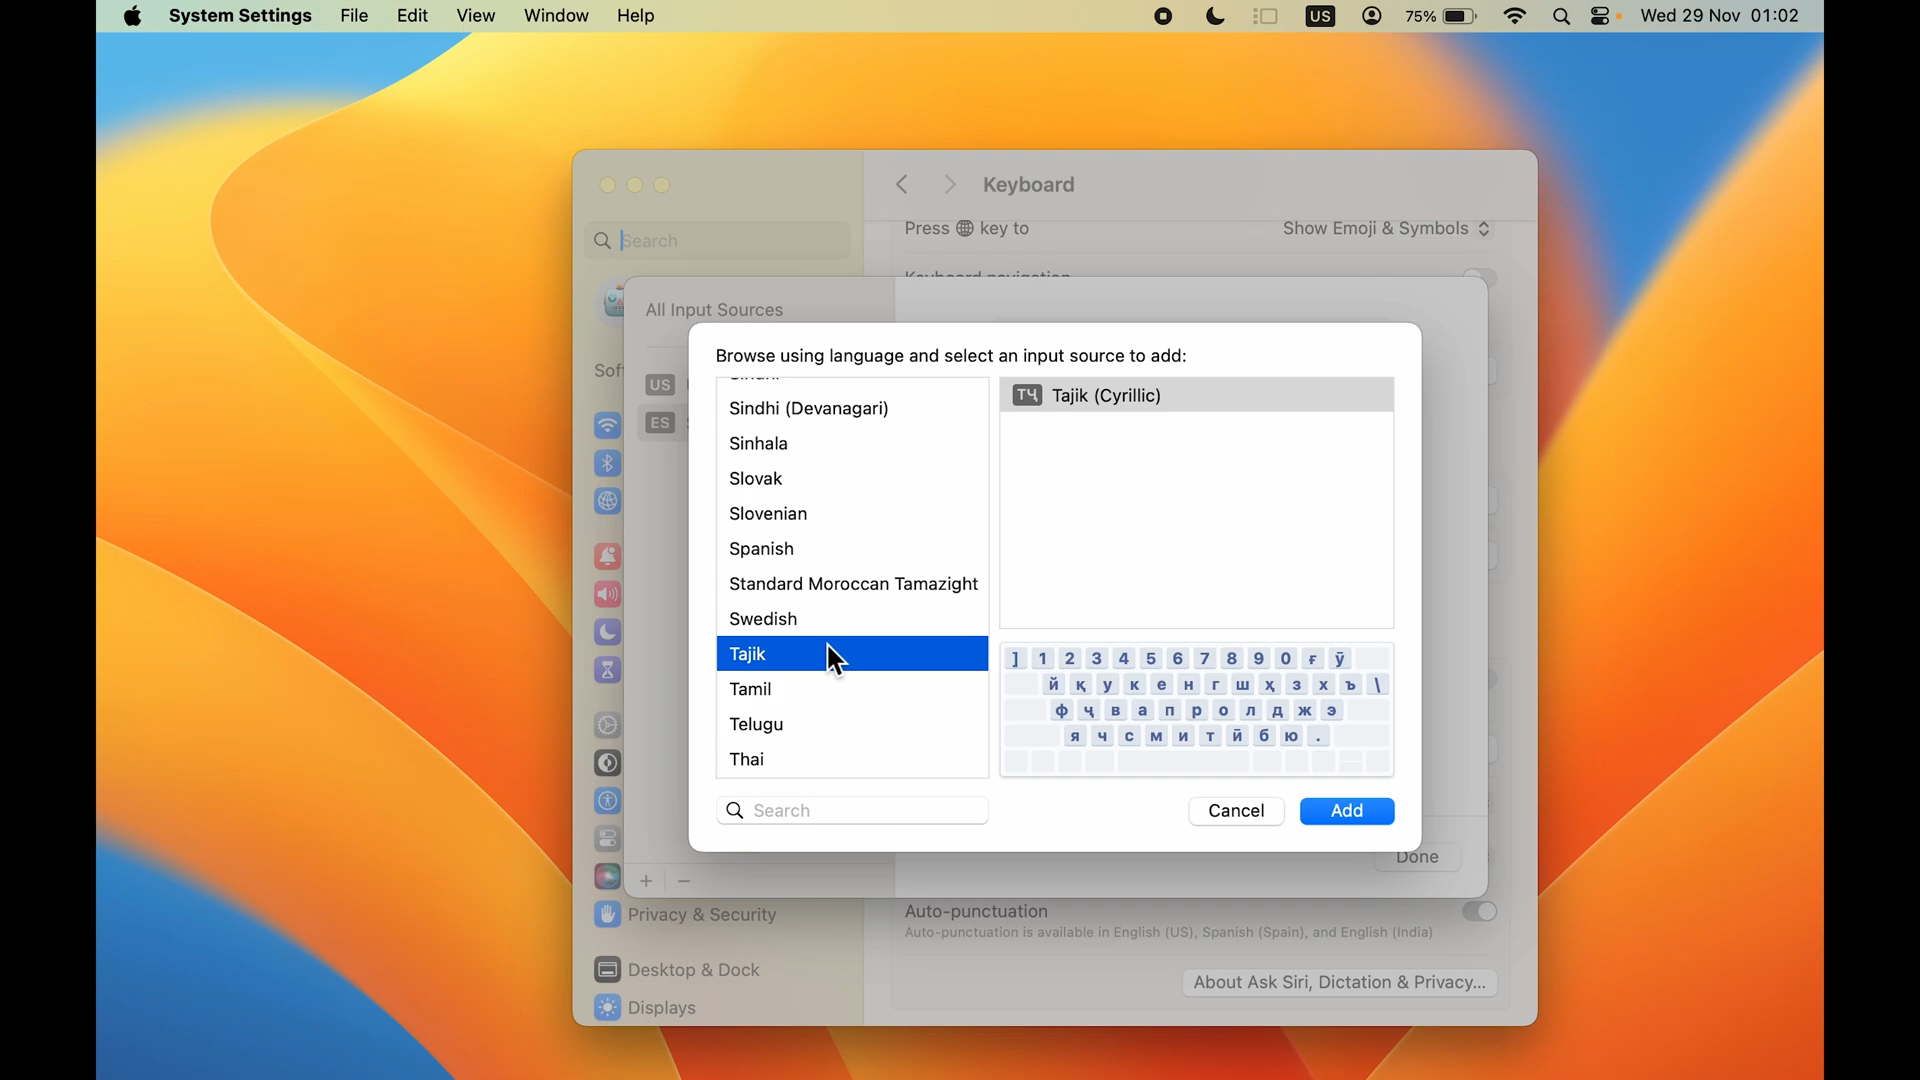 System Settings File Edit View Window Help US 75% Wed 29 Nov 01:02
Keyboard
Search
Press key to Show Emoji & Symbols
Keyboard navigation
All Input Sources
Browse using language and select an input source to add:
US
ES
Sindhi (Devanagari)
Sinhala
Slovak
Slovenian
Spanish
Standard Moroccan Tamazight
Swedish
Tajik
Tamil
Telugu
Thai
Search
ТҶ Tajik (Cyrillic)
] 1 2 3 4 5 6 7 8 9 0 ғ ӯ
й қ у к е н г ш ҳ з х ъ \
ф ҷ в а п р о л д ж э
я ч с м и т ӣ б ю .
Cancel Add
Done
+ −
Privacy & Security
Desktop & Dock
Displays
Auto-punctuation
Auto-punctuation is available in English (US), Spanish (Spain), and English (India)
About Ask Siri, Dictation & Privacy...